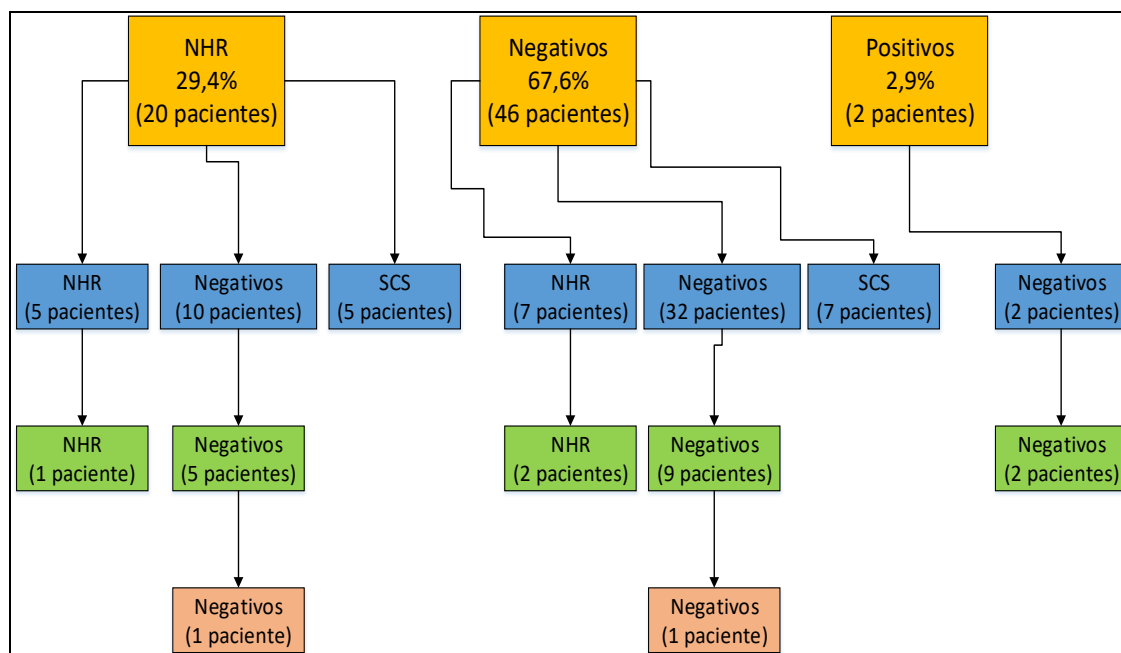 NHR
29,4%
(20 pacientes)
Negativos
67,6%
(46 pacientes)
Positivos
2,9%
(2 pacientes)
NHR
(5 pacientes)
Negativos
(10 pacientes)
SCS
(5 pacientes)
NHR
(7 pacientes)
Negativos
(32 pacientes)
SCS
(7 pacientes)
Negativos
(2 pacientes)
NHR
(1 paciente)
Negativos
(5 pacientes)
NHR
(2 pacientes)
Negativos
(9 pacientes)
Negativos
(2 pacientes)
Negativos
(1 paciente)
Negativos
(1 paciente)